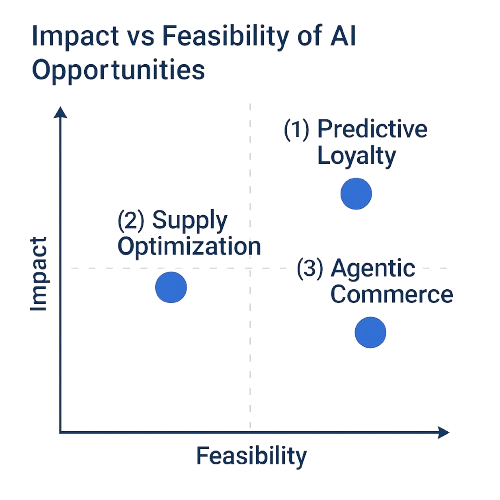 Impact vs Feasibility of AI
Opportunities
(1) Predictive
Loyalty
(2) Supply
Optimization
(3) Agentic
Commerce
Impact
Feasibility